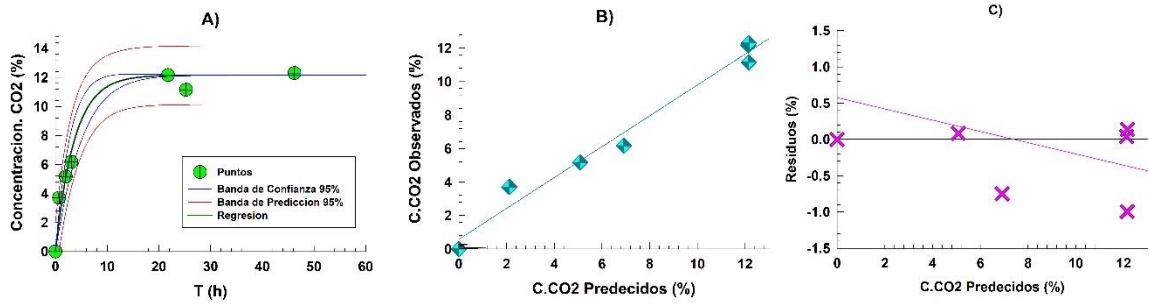 A)
Concentracion. CO2 (%)
14
12
10
8
6
4
2
0
0 20 40 60
T (h)
Puntos
Banda de Confianza 95%
Banda de Prediccion 95%
Regresion
B)
C.CO2 Observados (%)
12
10
8
6
4
2
0
0 2 4 6 8 10 12
C.CO2 Predecidos (%)
C)
Residuos (%)
1.5
1.0
0.5
0.0
-0.5
-1.0
-1.5
0 2 4 6 8 10 12
C.CO2 Predecidos (%)